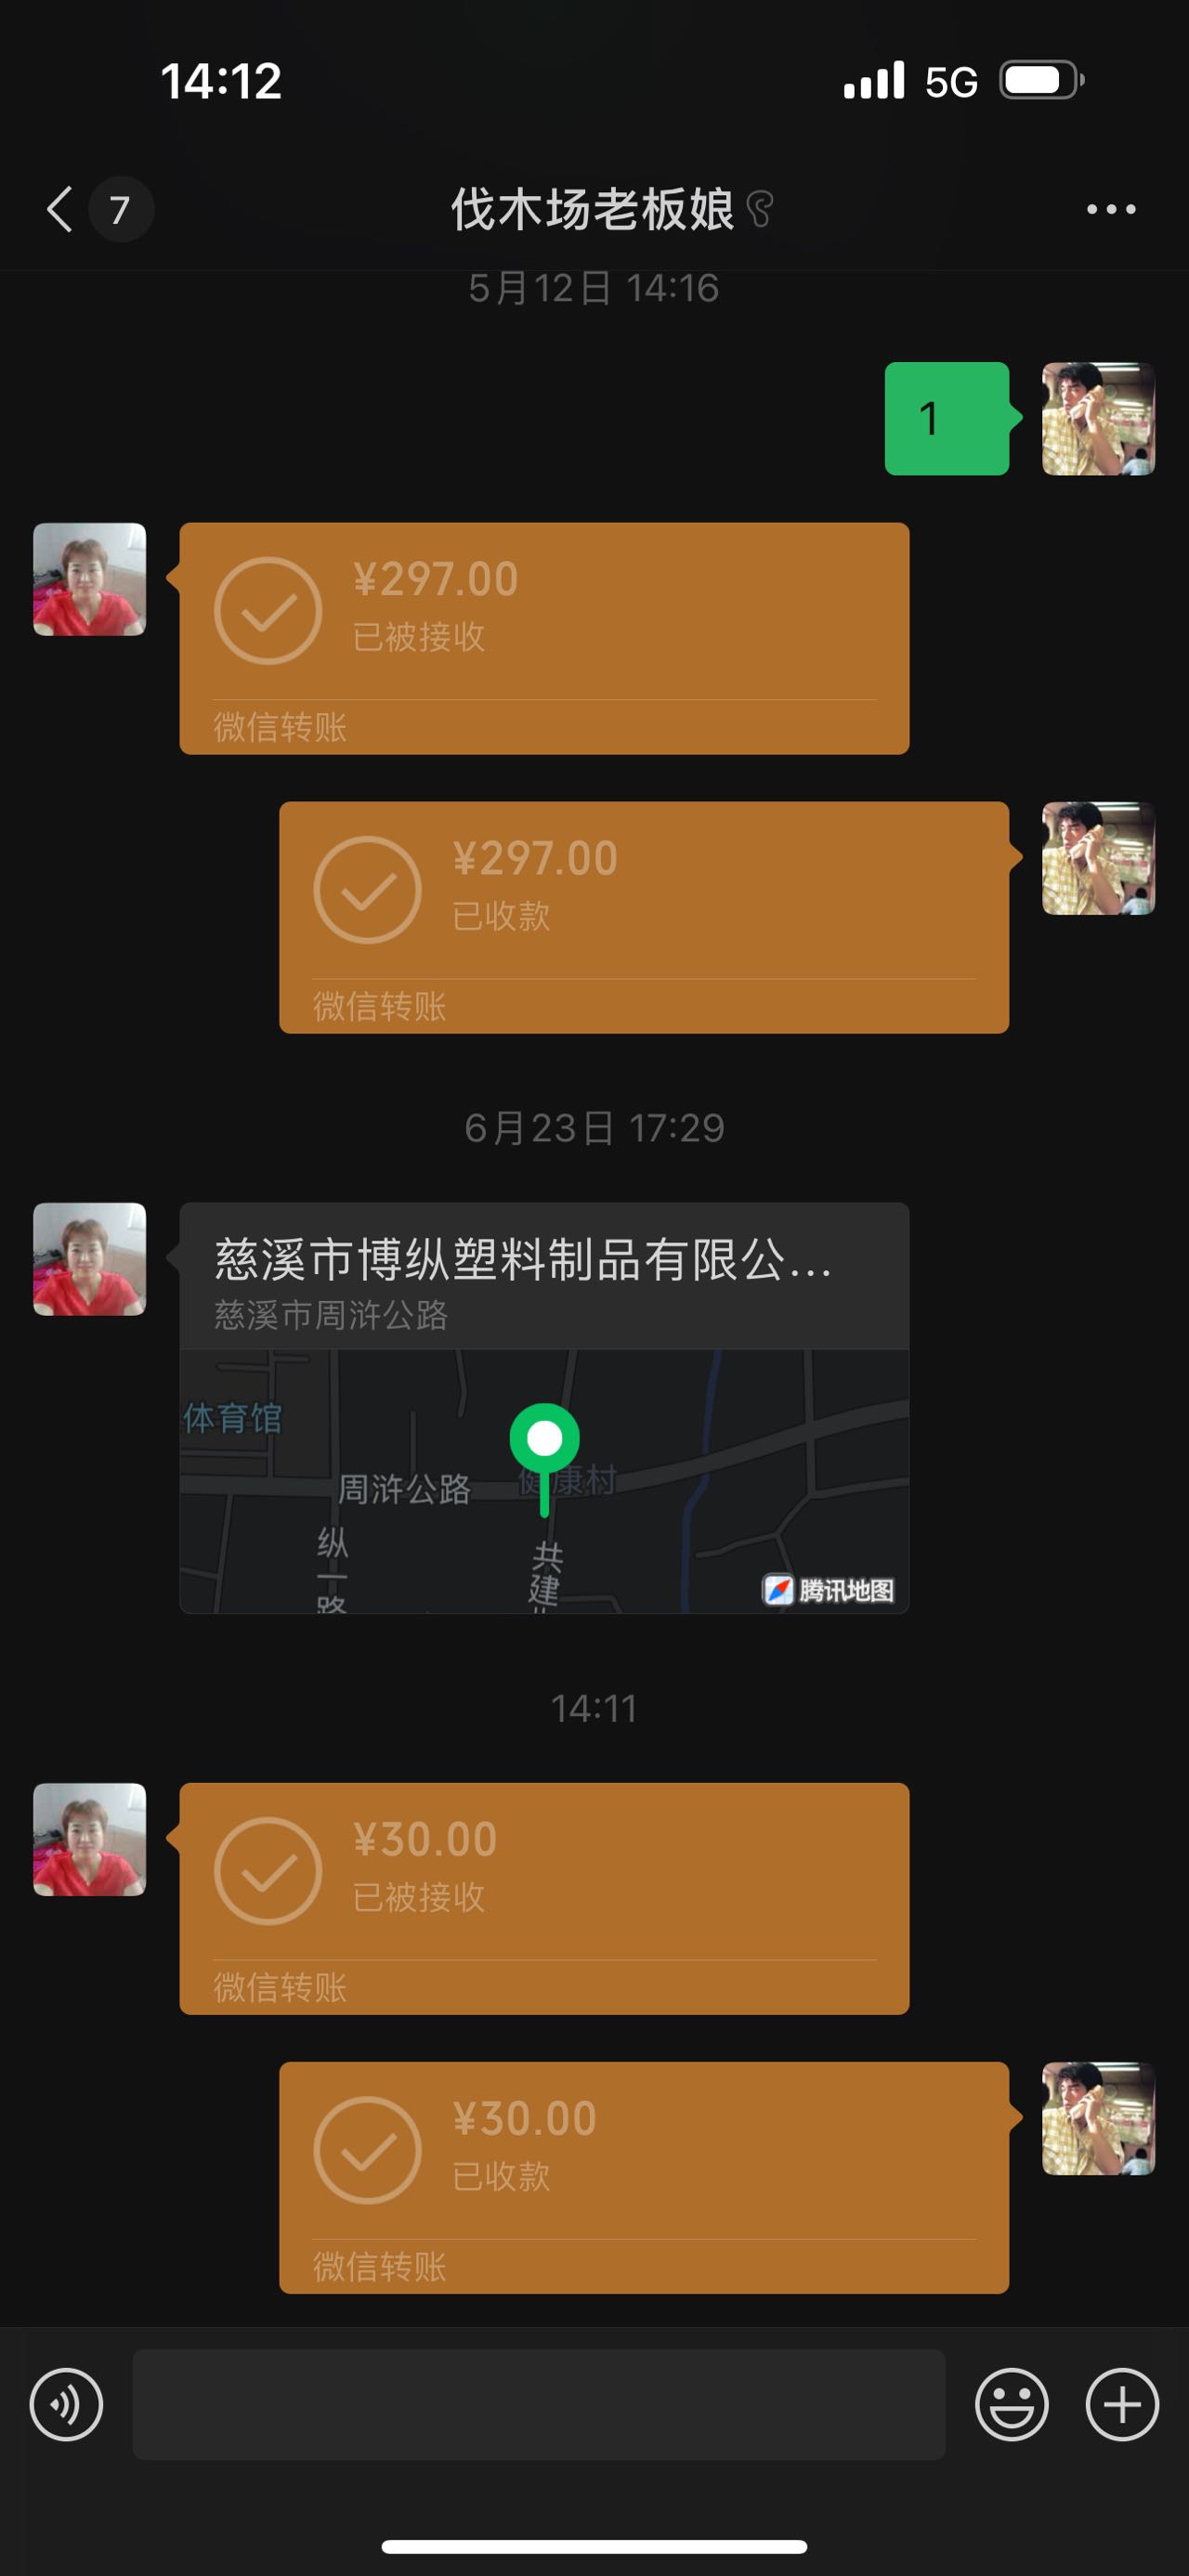 14:12
5G
7
伐木场老板娘
5月12日 14:16
1
¥297.00
已被接收
微信转账
¥297.00
已收款
微信转账
6月23日 17:29
慈溪市博纵塑料制品有限公...
慈溪市周浒公路
体育馆
周浒公路
健康村
纵一路
共建
腾讯地图
14:11
¥30.00
已被接收
微信转账
¥30.00
已收款
微信转账